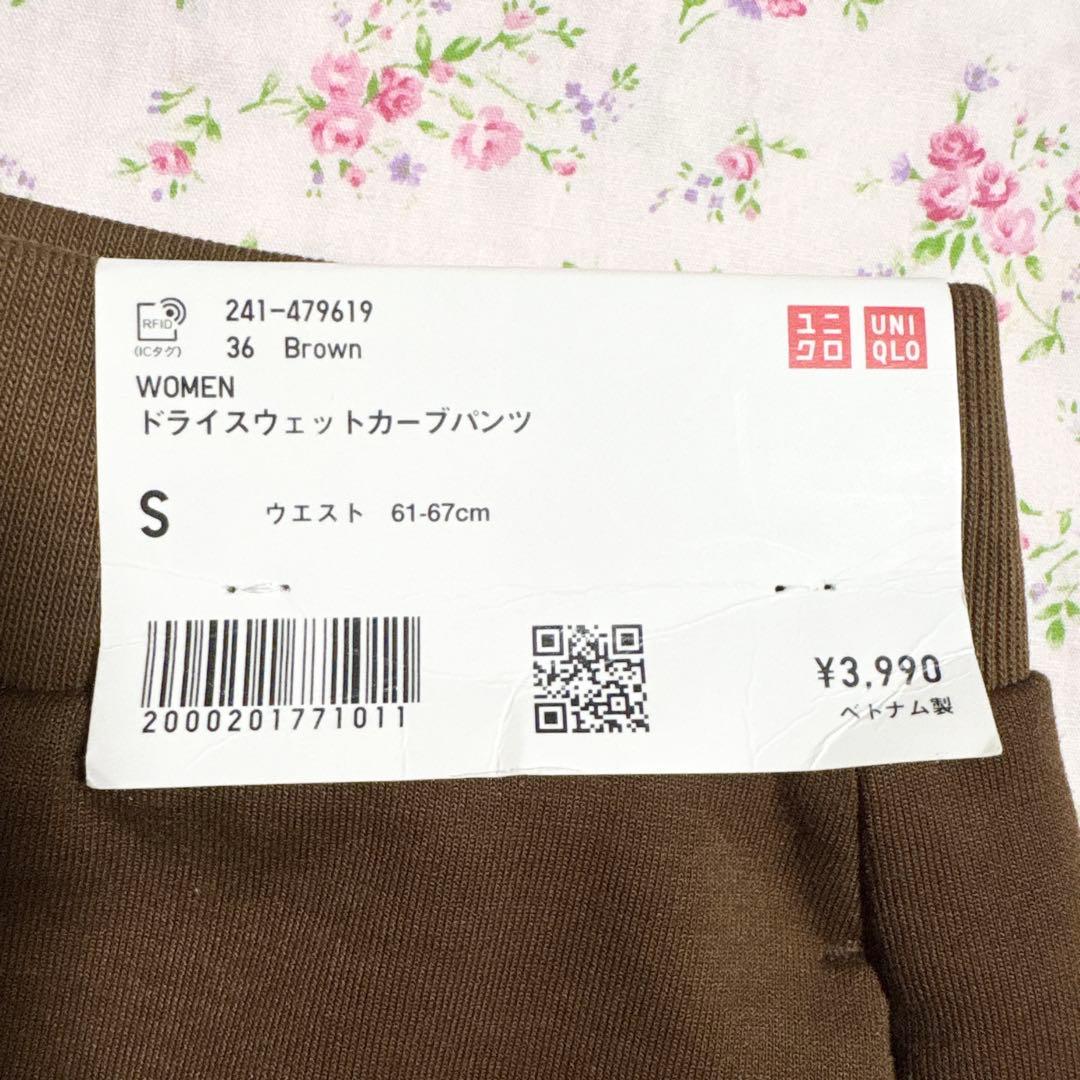 RFID
(ICタグ)
241-479619
36 Brown
ユニ
クロ
UNI
QLO
WOMEN
ドライスウェットカーブパンツ
S ウエスト 61-67cm
2000201771011
¥3,990
ベトナム製